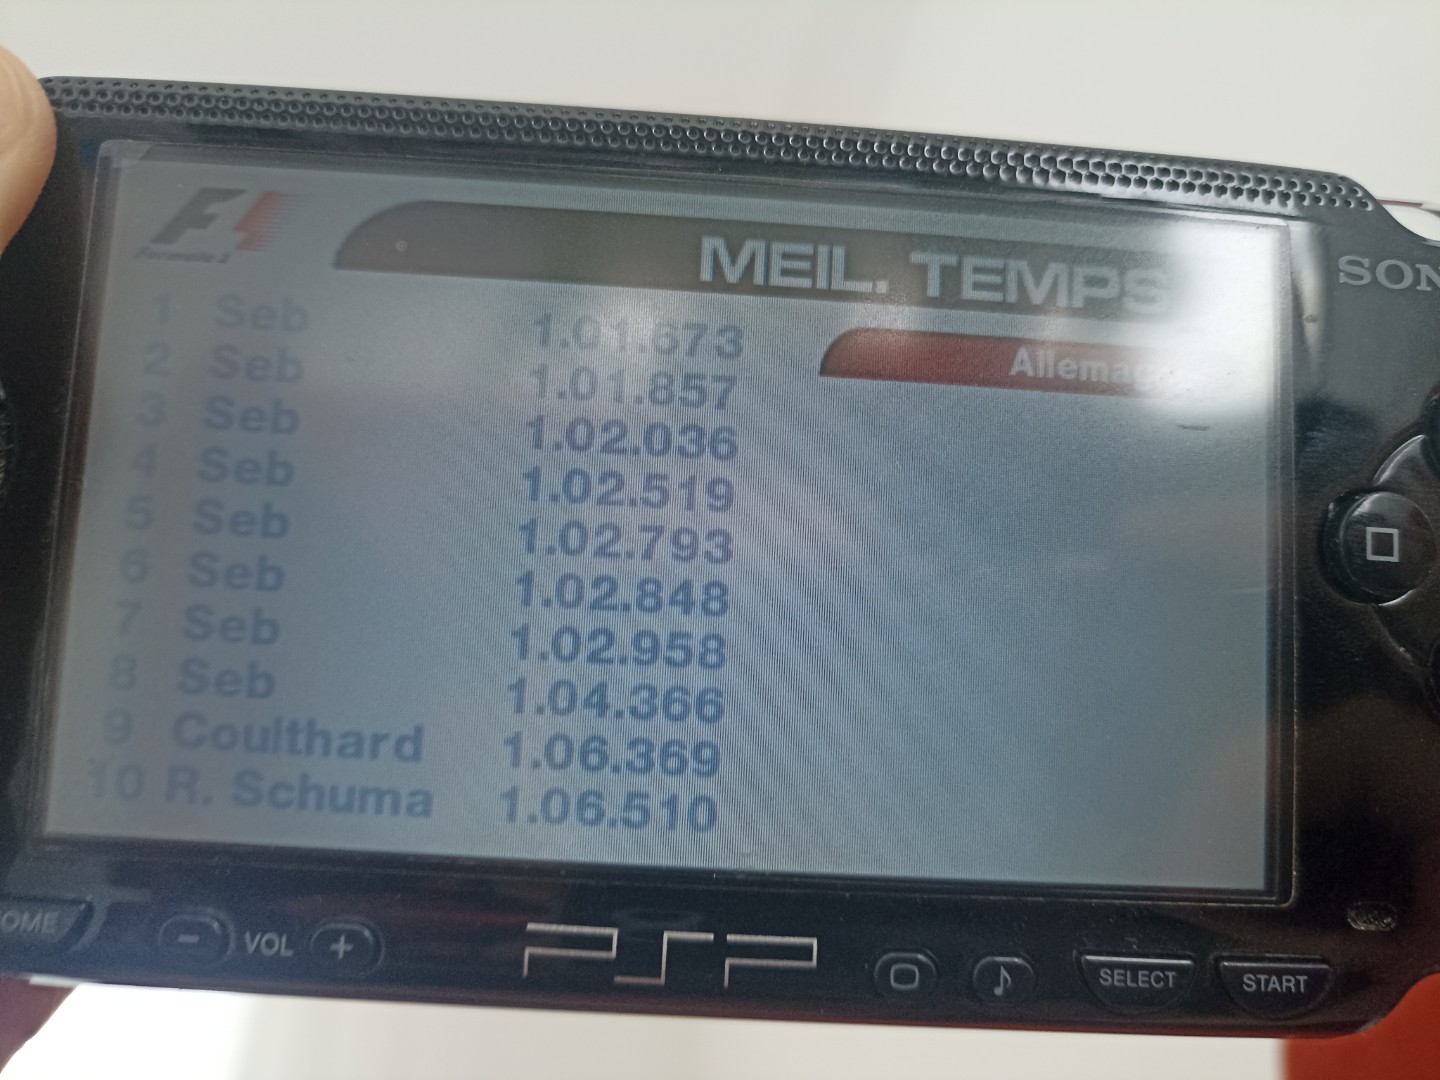 F1
Formula 1
MEIL. TEMPS
SON
Allema
1 Seb 1.01.673
2 Seb 1.01.857
3 Seb 1.02.036
4 Seb 1.02.519
5 Seb 1.02.793
6 Seb 1.02.848
7 Seb 1.02.958
8 Seb 1.04.366
9 Coulthard 1.06.369
10 R. Schuma 1.06.510
OME
- VOL +
PSP
SELECT
START